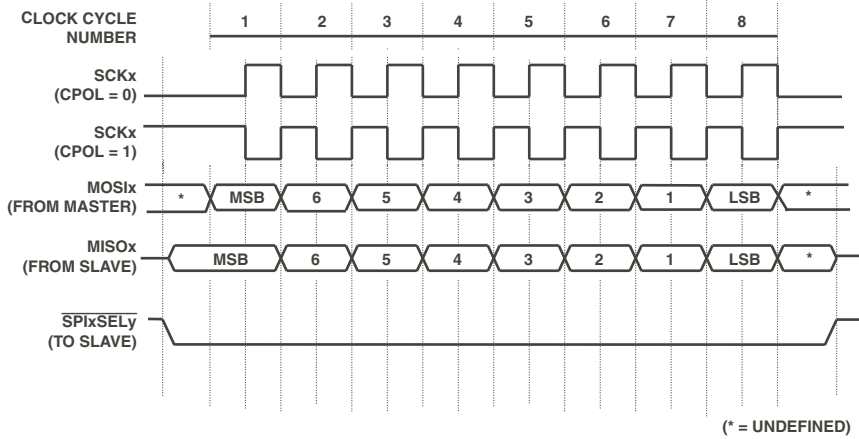 CLOCK CYCLE
NUMBER
1 2 3 4 5 6 7 8
SCKx
(CPOL = 0)
SCKx
(CPOL = 1)
MOSIx
(FROM MASTER)
* MSB 6 5 4 3 2 1 LSB *
MISOx
(FROM SLAVE)
MSB 6 5 4 3 2 1 LSB *
SPIxSELy
(TO SLAVE)
(* = UNDEFINED)